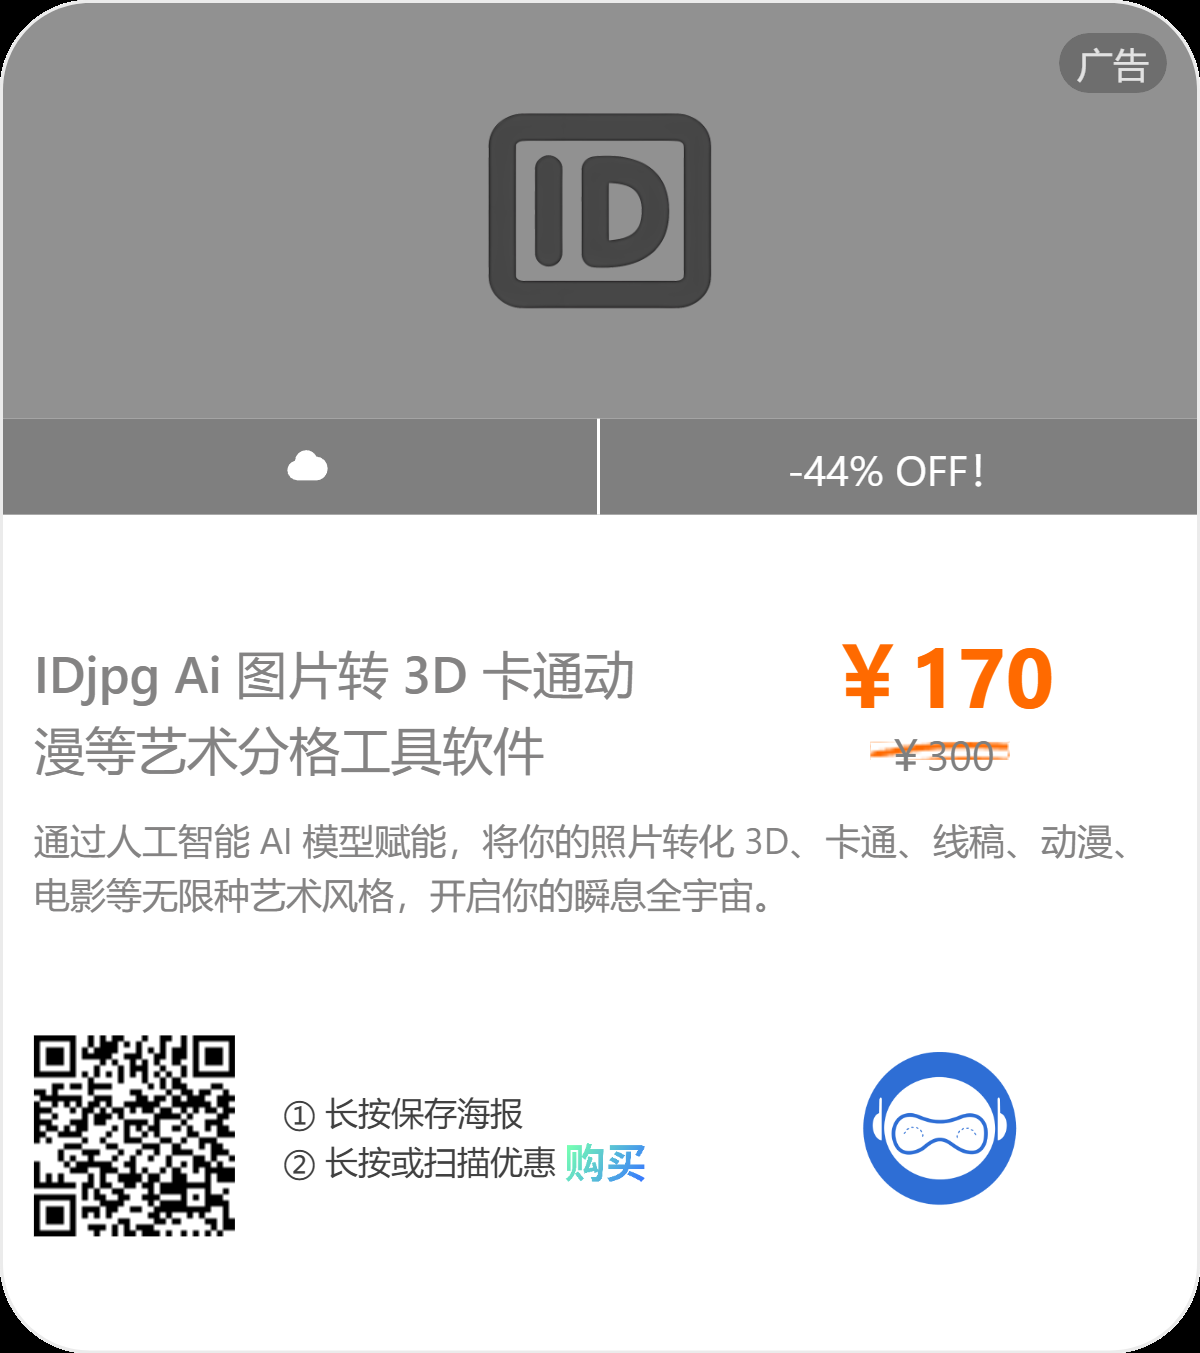 广告
ID
-44% OFF!
IDjpg Ai 图片转 3D 卡通动
漫等艺术分格工具软件
¥170
¥300
通过人工智能 AI 模型赋能，将你的照片转化 3D、卡通、线稿、动漫、
电影等无限种艺术风格，开启你的瞬息全宇宙。
① 长按保存海报
② 长按或扫描优惠 购买